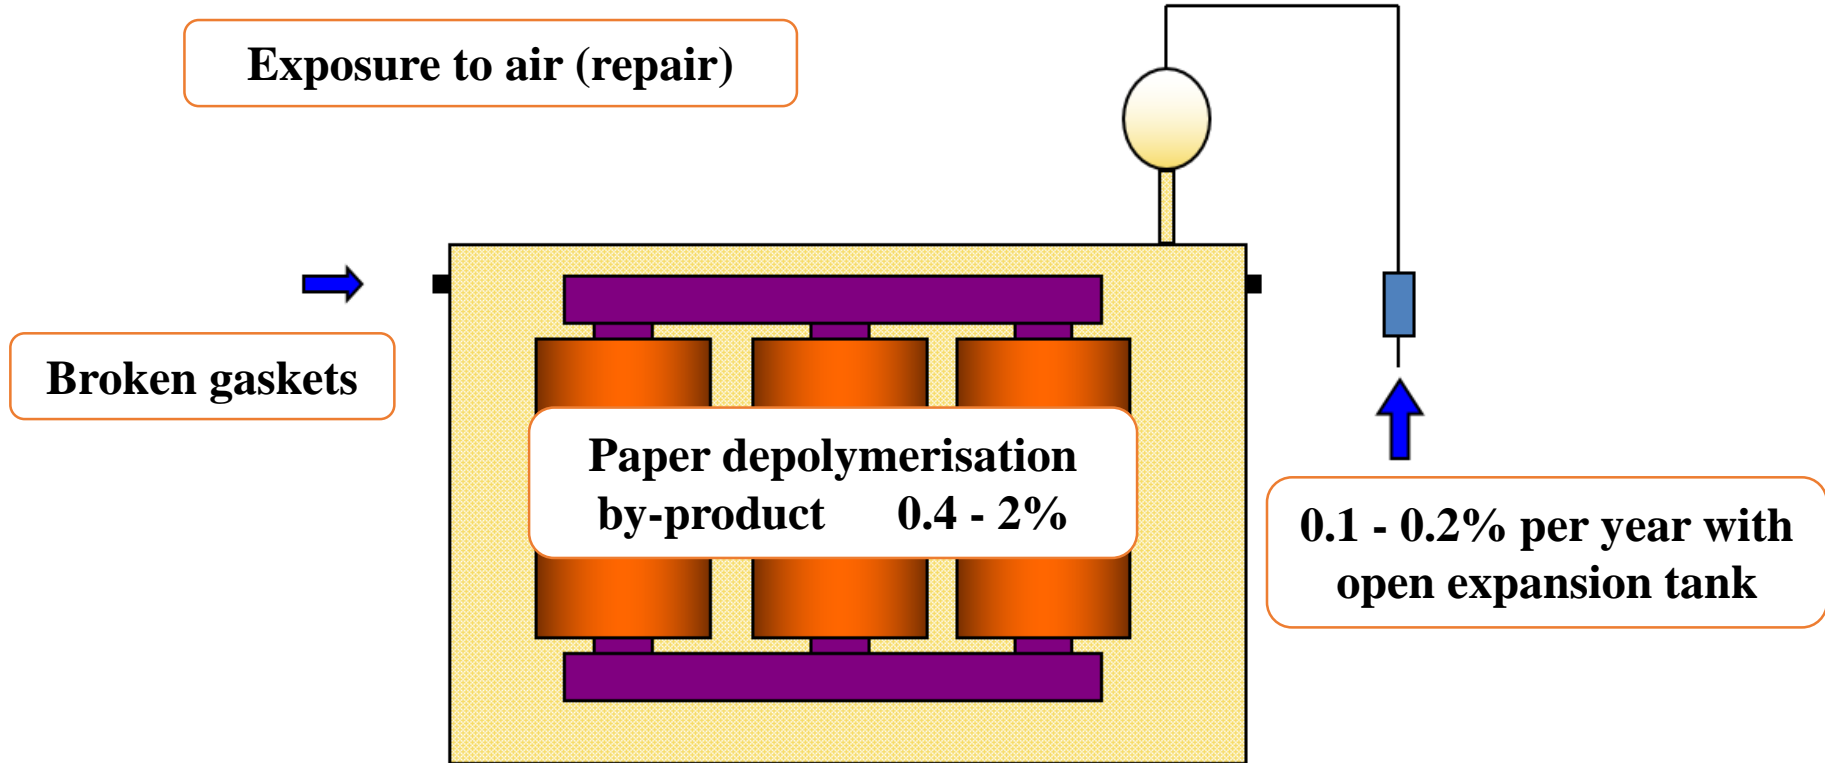 Exposure to air (repair)
Broken gaskets
Paper depolymerisation
by-product 0.4 - 2%
0.1 - 0.2% per year with
open expansion tank